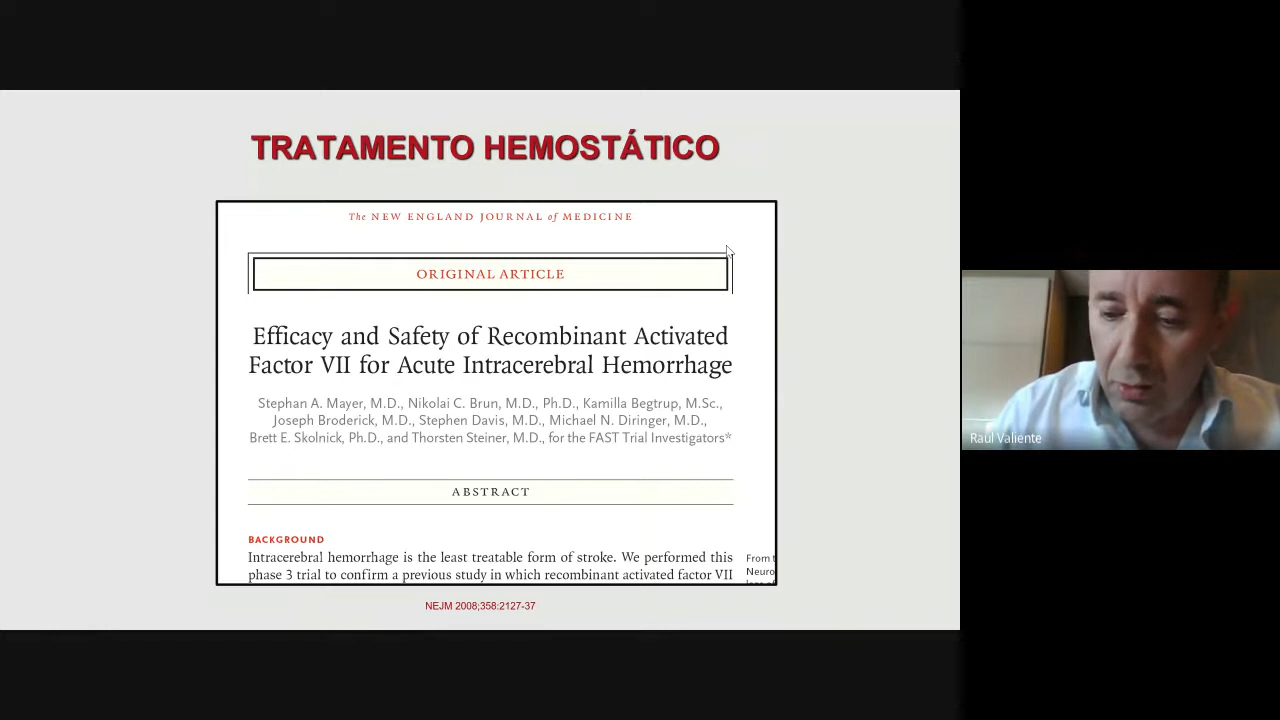 TRATAMENTO HEMOSTÁTICO
The NEW ENGLAND JOURNAL of MEDICINE
ORIGINAL ARTICLE
Efficacy and Safety of Recombinant Activated
Factor VII for Acute Intracerebral Hemorrhage
Stephan A. Mayer, M.D., Nikolai C. Brun, M.D., Ph.D., Kamilla Begtrup, M.Sc.,
Joseph Broderick, M.D., Stephen Davis, M.D., Michael N. Diringer, M.D.,
Brett E. Skolnick, Ph.D., and Thorsten Steiner, M.D., for the FAST Trial Investigators*
ABSTRACT
BACKGROUND
Intracerebral hemorrhage is the least treatable form of stroke. We performed this
phase 3 trial to confirm a previous study in which recombinant activated factor VII
From t
Neuro
NEJM 2008;358:2127-37
Raul Valiente